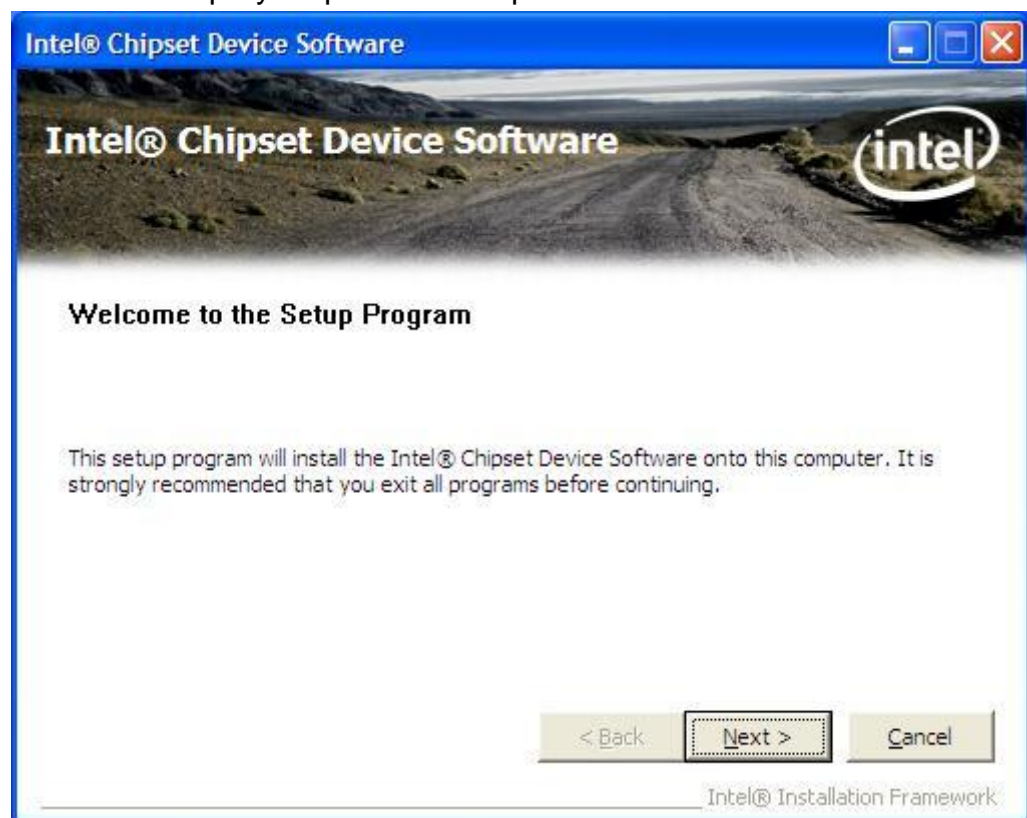 Intel® Chipset Device Software
Intel® Chipset Device Software
intel
Welcome to the Setup Program
This setup program will install the Intel® Chipset Device Software onto this computer. It is
strongly recommended that you exit all programs before continuing.
< Back Next > Cancel
Intel® Installation Framework